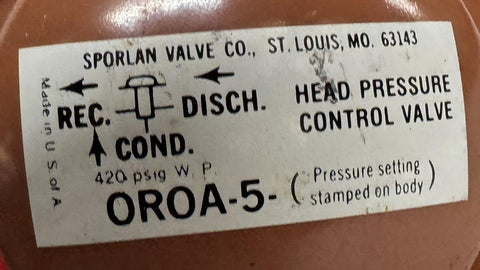 SPORLAN VALVE CO., ST. LOUIS, MO. 63143
Made in U.S. of A.
REC.
DISCH.
COND.
HEAD PRESSURE
CONTROL VALVE
420 psig W. P.
OROA-5- (Pressure setting
stamped on body)